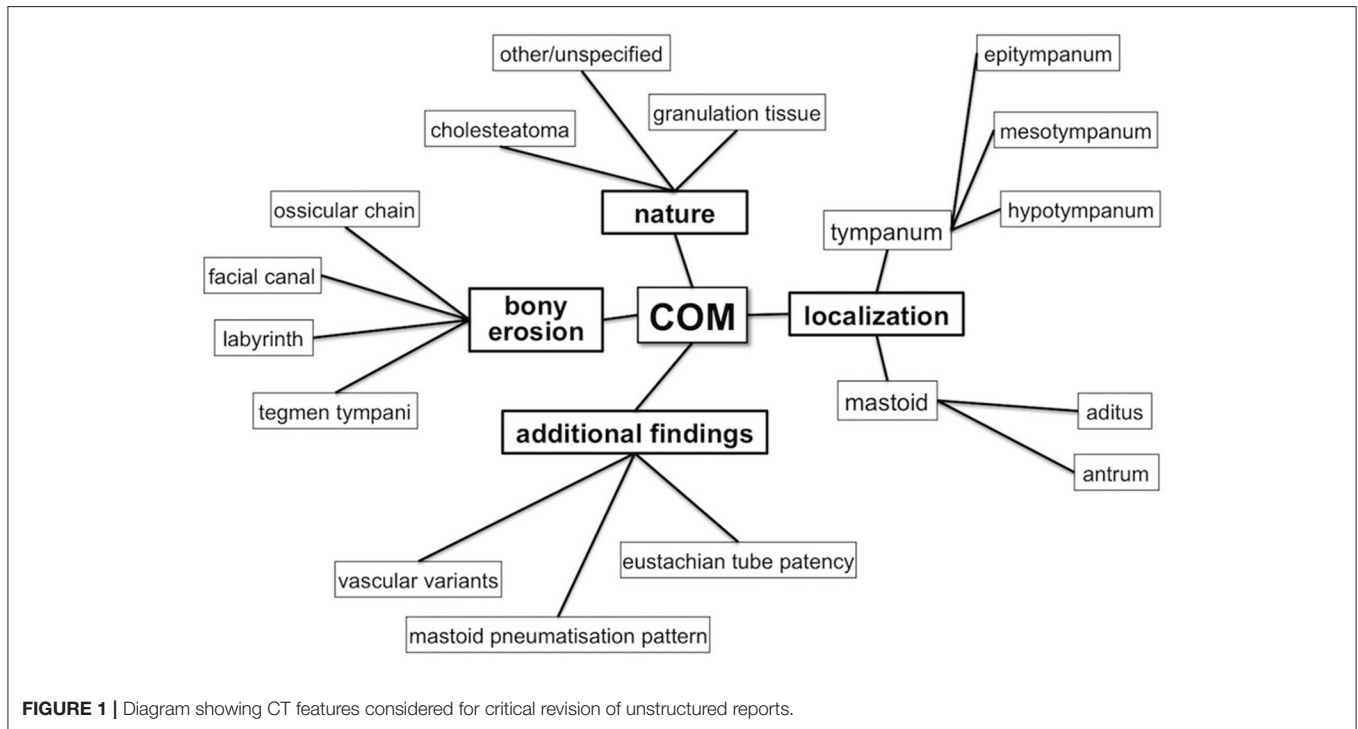 other/unspecified
epitympanum
granulation tissue
cholesteatoma
mesotympanum
ossicular chain
nature
hypotympanum
tympanum
facial canal
bony
erosion
COM
localization
labyrinth
tegmen tympani
mastoid
aditus
additional findings
antrum
eustachian tube patency
vascular variants
mastoid pneumatisation pattern
FIGURE 1 | Diagram showing CT features considered for critical revision of unstructured reports.